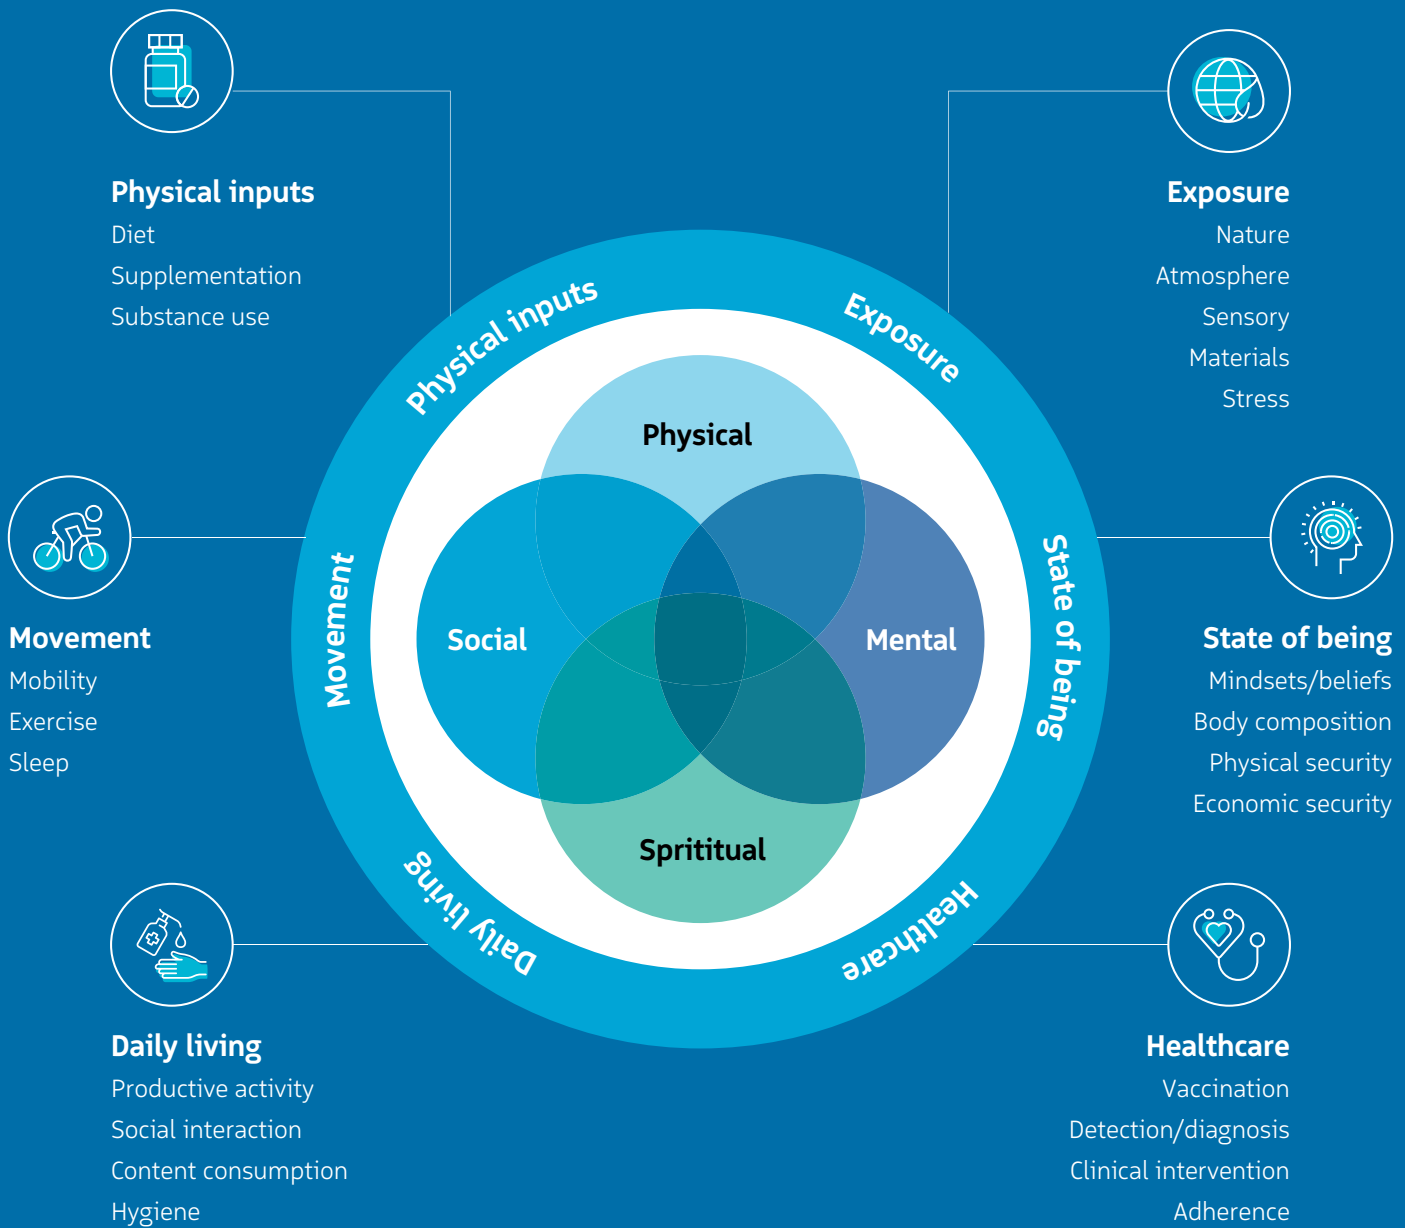 Physical inputs
Diet
Supplementation
Substance use
Exposure
Nature
Atmosphere
Sensory
Materials
Stress
Physical inputs
Exposure
Movement
State of being
Daily living
Healthcare
Physical
Social
Mental
Sprititual
Movement
Mobility
Exercise
Sleep
State of being
Mindsets/beliefs
Body composition
Physical security
Economic security
Daily living
Productive activity
Social interaction
Content consumption
Hygiene
Healthcare
Vaccination
Detection/diagnosis
Clinical intervention
Adherence